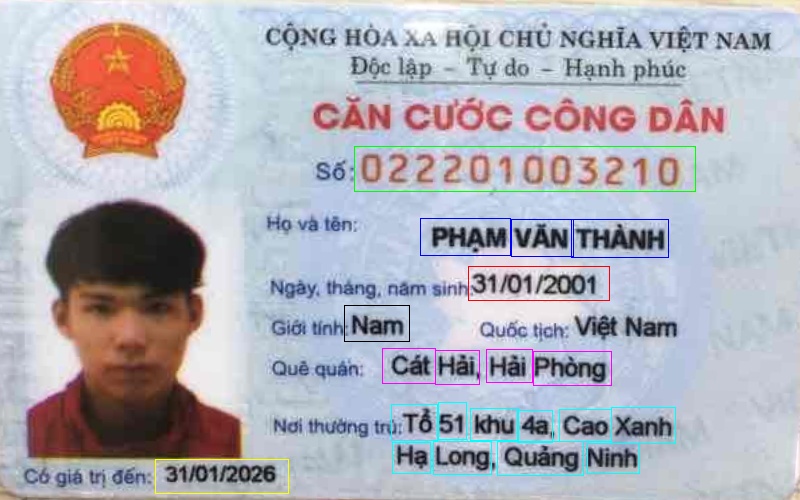 CỘNG HÒA XA HỘI CHỦ NGHĨA VIỆT NAM
Độc lập - Tự do - Hạnh phúc
CĂN CƯỚC CÔNG DÂN
Số: 022201003210
Họ và tên: PHẠM VĂN THÀNH
Ngày, tháng, năm sinh: 31/01/2001
Giới tính: Nam Quốc tịch: Việt Nam
Quê quán: Cát Hải, Hải Phòng
Nơi thường trú: Tổ 51 khu 4a, Cao Xanh
Hạ Long, Quảng Ninh
Có giá trị đến: 31/01/2026